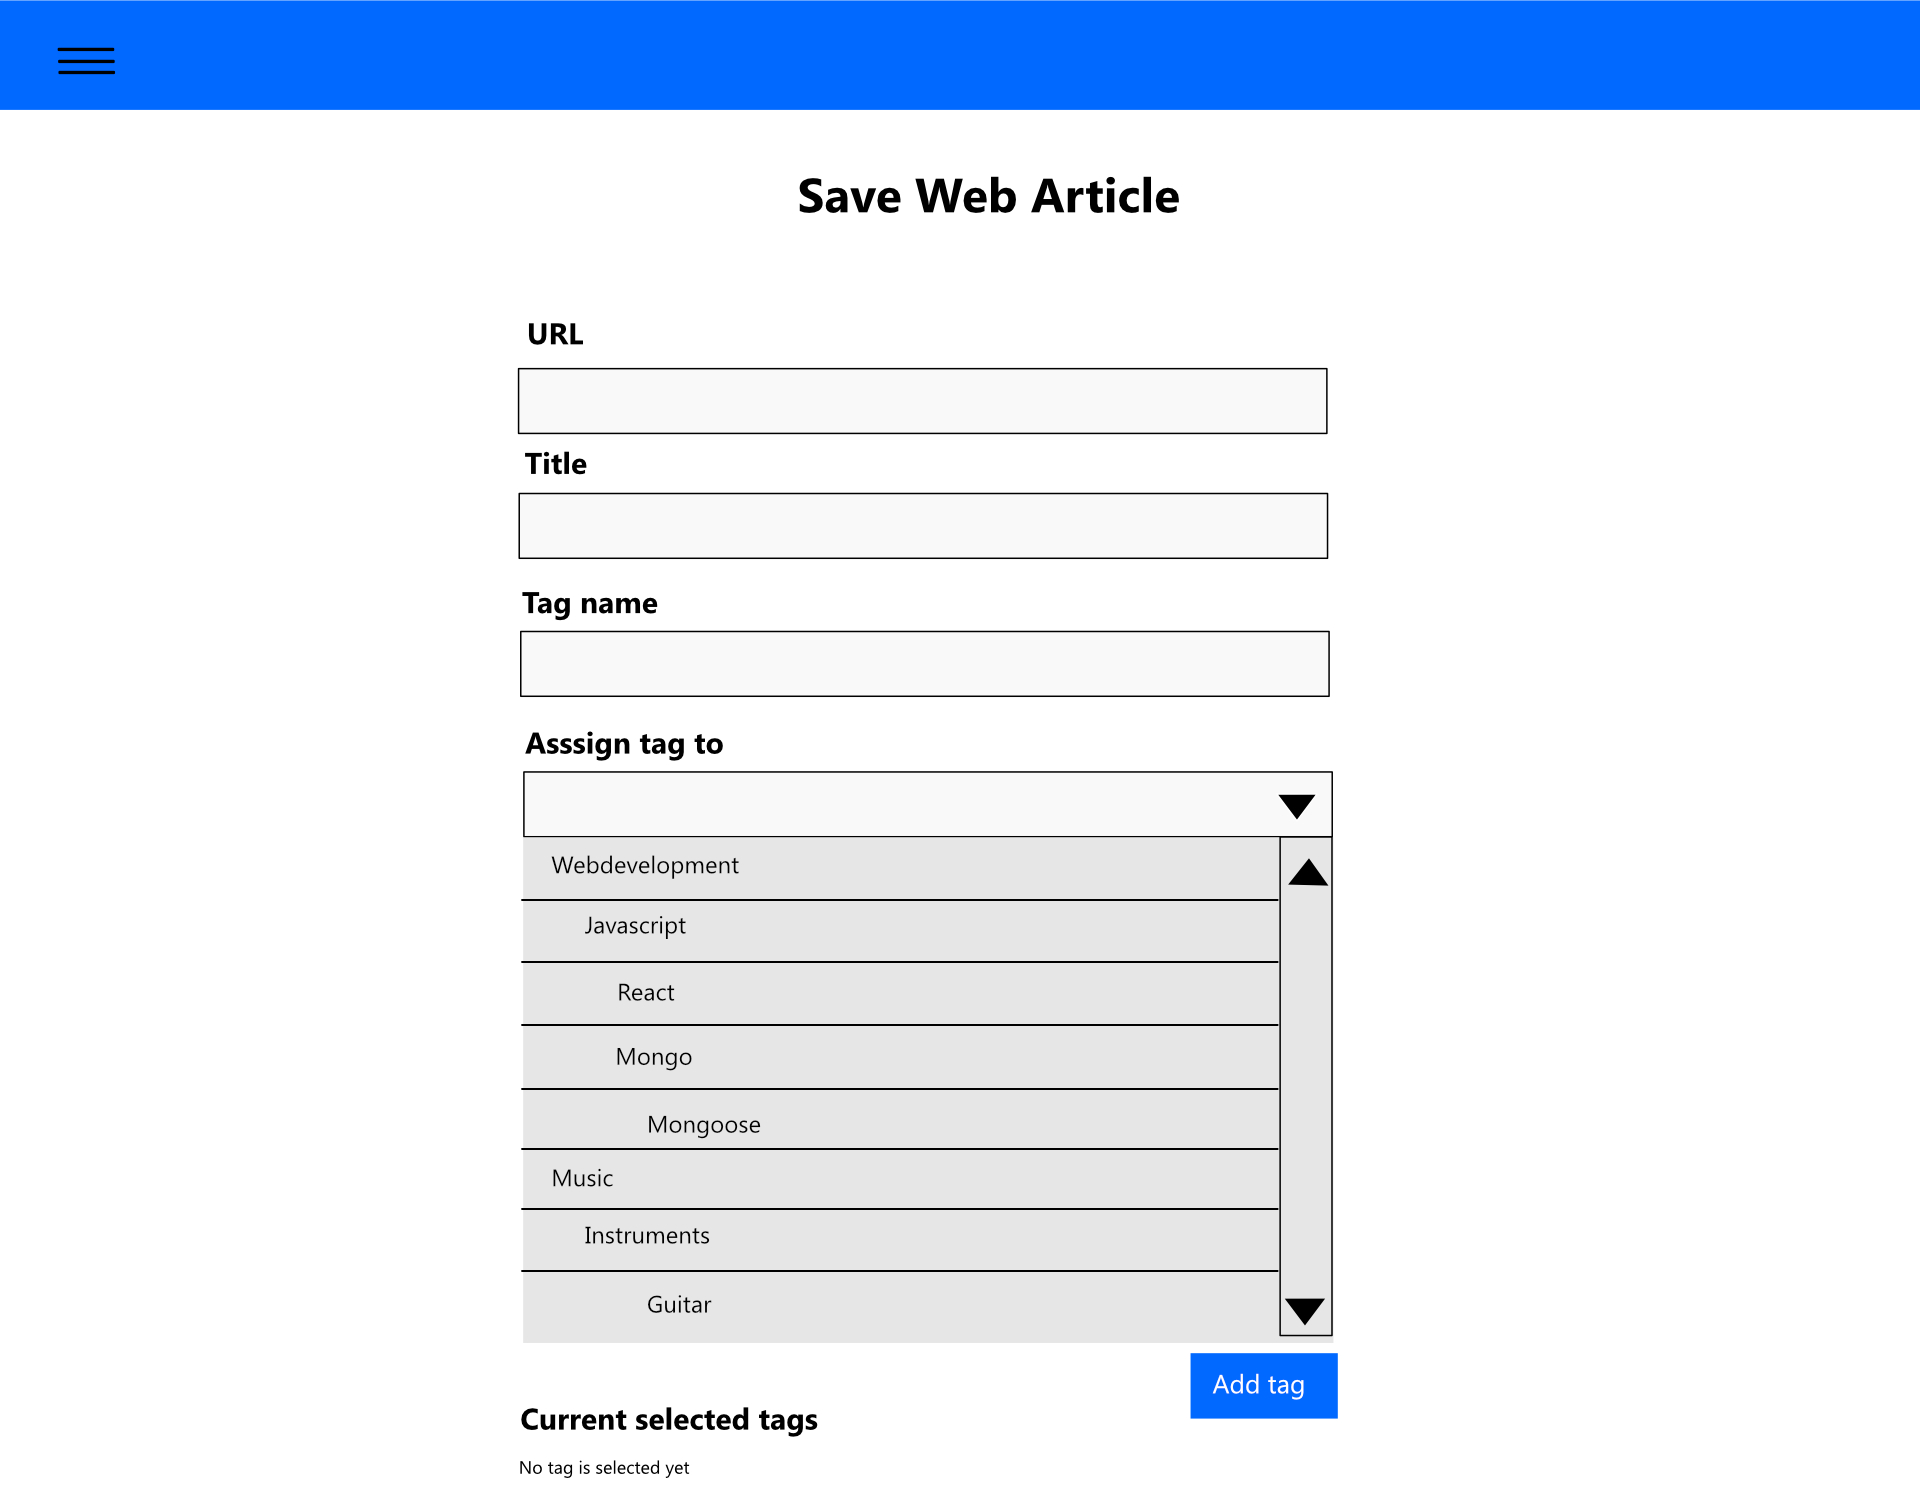 Save Web Article
URL
Title
Tag name
Asssign tag to
Webdevelopment
Javascript
React
Mongo
Mongoose
Music
Instruments
Guitar
Add tag
Current selected tags
No tag is selected yet